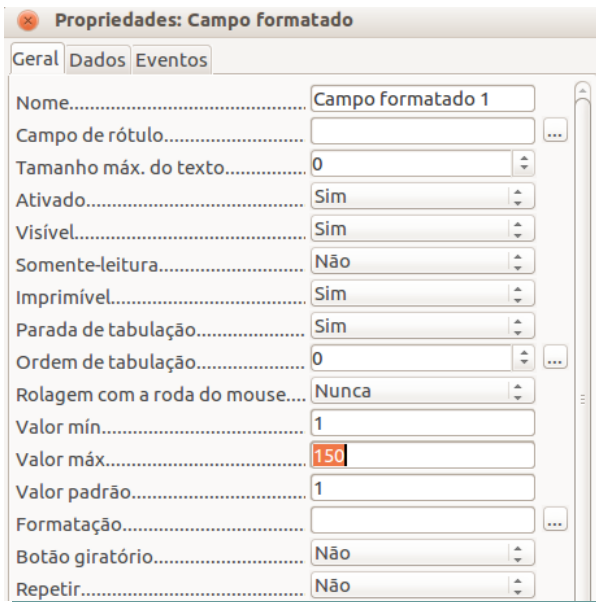 Propriedades: Campo formatado
Geral Dados Eventos
Nome..................................... Campo formatado 1
Campo de rótulo........................... ...
Tamanho máx. do texto............. 0
Ativado................................... Sim
Visível..................................... Sim
Somente-leitura........................ Não
Imprimível................................ Sim
Parada de tabulação.................. Sim
Ordem de tabulação................... 0 ...
Rolagem com a roda do mouse.... Nunca
Valor mín.................................. 1
Valor máx................................. 150
Valor padrão............................. 1
Formatação.............................. ...
Botão giratório......................... Não
Repetir..................................... Não